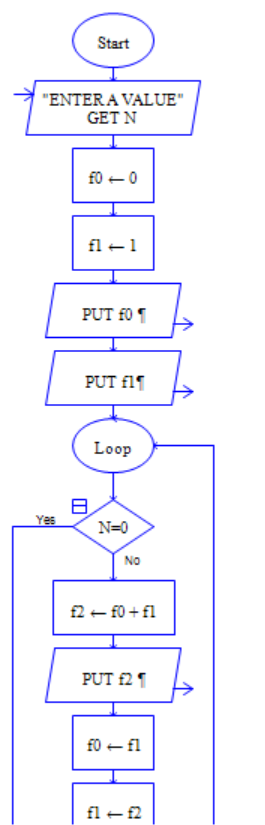 Start
"ENTER A VALUE"
GET N
f0 ← 0
f1 ← 1
PUT f0 ¶
PUT f1¶
Loop
Yes
N=0
No
f2 ← f0 + f1
PUT f2 ¶
f0 ← f1
f1 ← f2